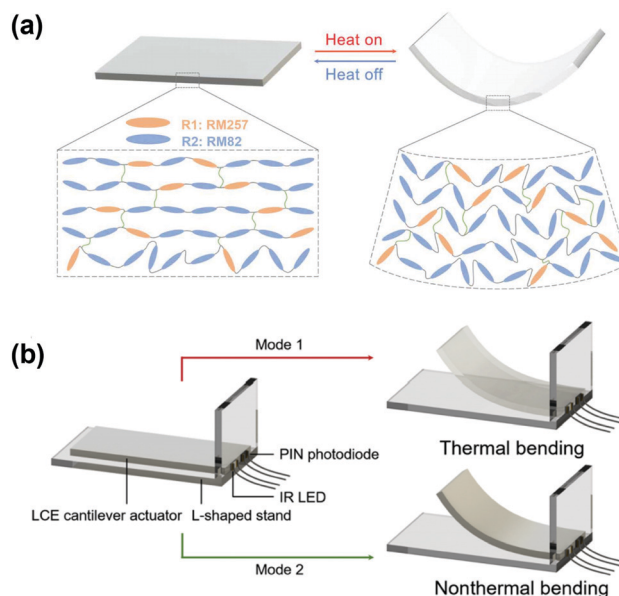 (a)
Heat on
Heat off
R1: RM257
R2: RM82
(b)
Mode 1
PIN photodiode
IR LED
LCE cantilever actuator
L-shaped stand
Thermal bending
Mode 2
Nonthermal bending